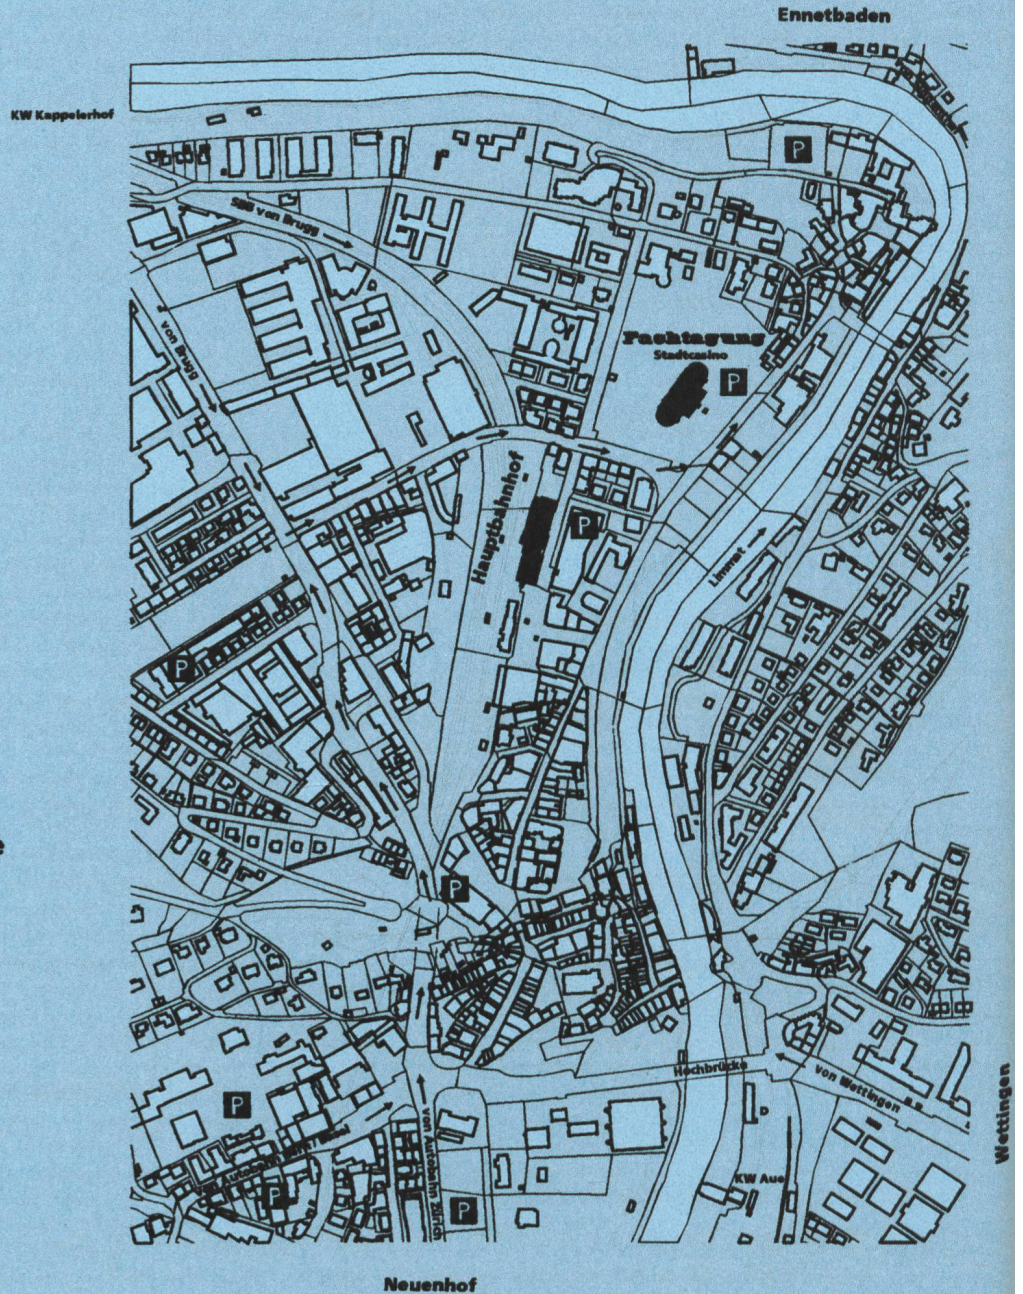 Ennetbaden
KW Kappelerhof
P
SBB von Brugg
von Brugg
Fachtagung
Stadtcasino
P
Hauptbahnhof
P
Limmat
P
P
Hochbrücke
von Wettingen
Wettingen
P
von Autobahn Zürich
P
P
KW Aue
Neuenhof